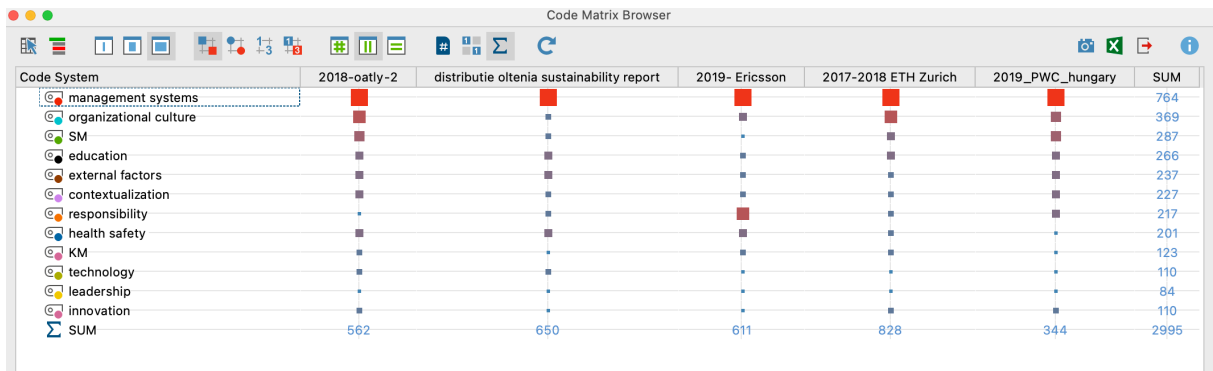 Code Matrix Browser
Code System 2018-oatly-2 distributie oltenia sustainability report 2019- Ericsson 2017-2018 ETH Zurich 2019_PWC_hungary SUM
management systems 764
organizational culture 369
SM 287
education 266
external factors 237
contextualization 227
responsibility 217
health safety 201
KM 123
technology 110
leadership 84
innovation 110
Σ SUM 562 650 611 828 344 2995